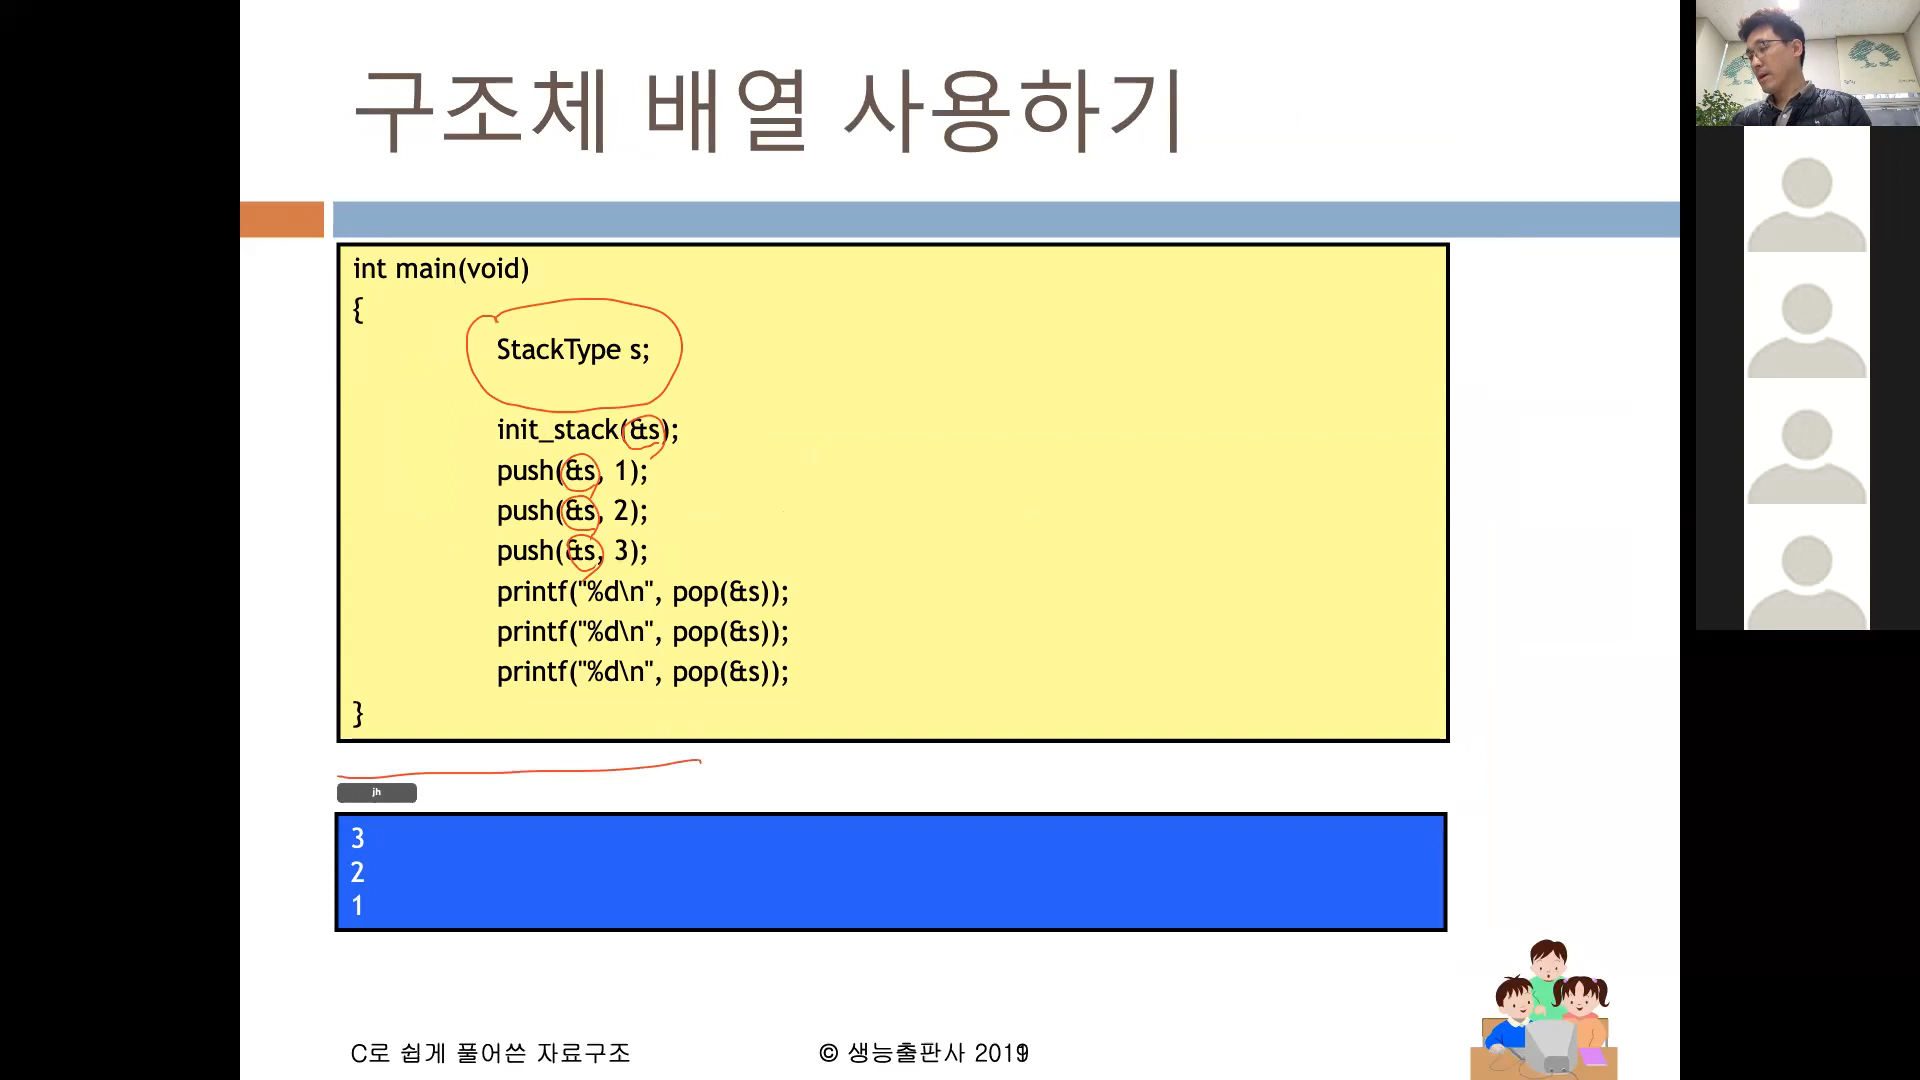 구조체 배열 사용하기
int main(void)
{
StackType s;
init_stack(&s);
push(&s, 1);
push(&s, 2);
push(&s, 3);
printf("%d\n", pop(&s));
printf("%d\n", pop(&s));
printf("%d\n", pop(&s));
}
jh
3
2
1
C로 쉽게 풀어쓴 자료구조
© 생능출판사 2019